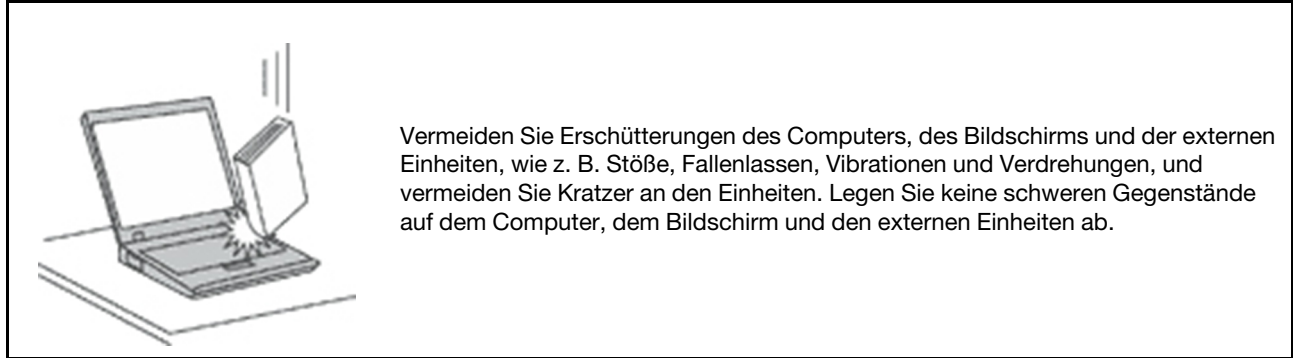 Vermeiden Sie Erschütterungen des Computers, des Bildschirms und der externen
Einheiten, wie z. B. Stöße, Fallenlassen, Vibrationen und Verdrehungen, und
vermeiden Sie Kratzer an den Einheiten. Legen Sie keine schweren Gegenstände
auf dem Computer, dem Bildschirm und den externen Einheiten ab.